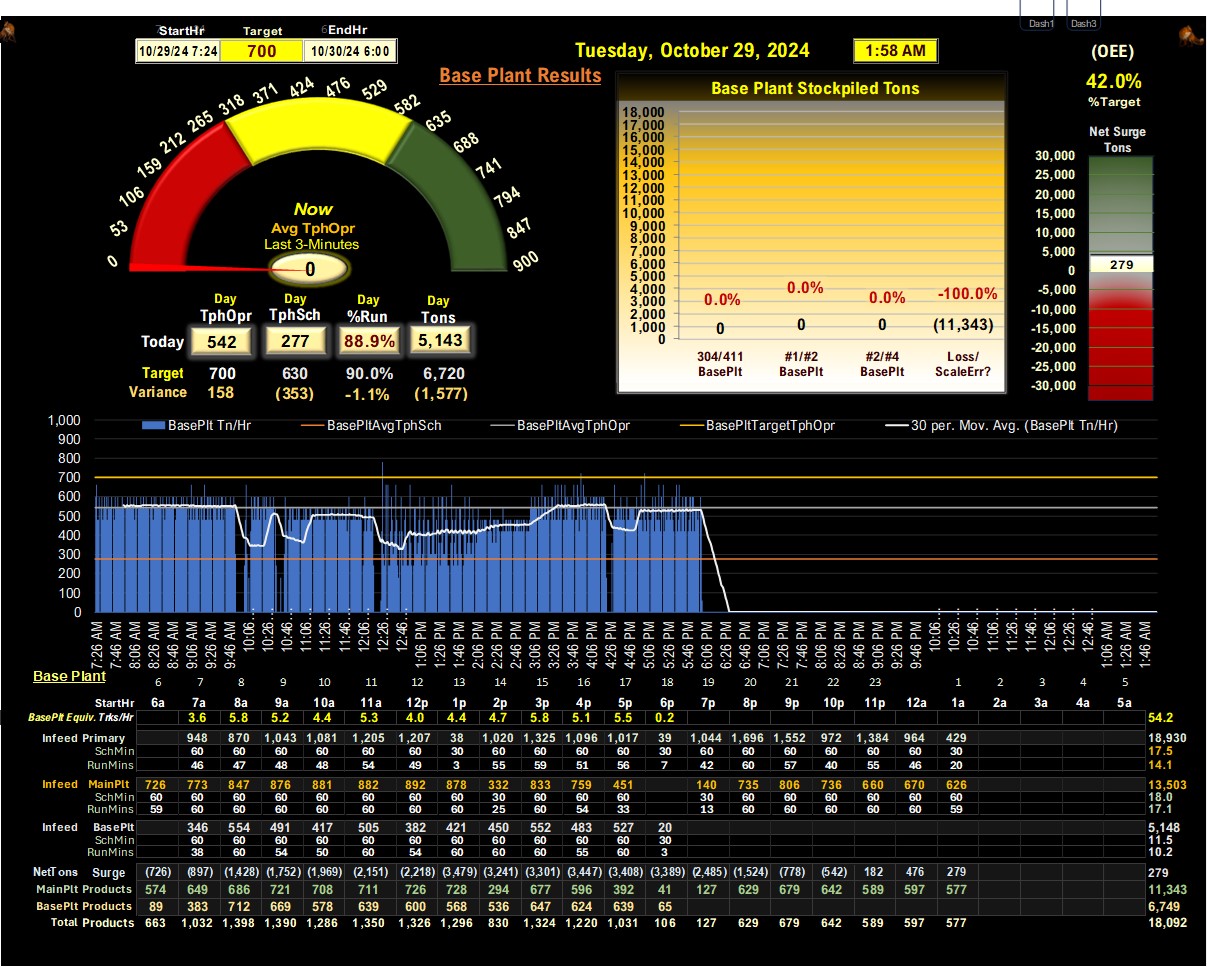 Dash1 Dash3
StartHr Target EndHr
10/29/24 7:24 700 10/30/24 6:00
Tuesday, October 29, 2024 1:58 AM
(OEE)
42.0%
%Target
Base Plant Results
Base Plant Stockpiled Tons
0 53 106 159 212 265 318 371 424 476 529 582 635 688 741 794 847 900
Now
Avg TphOpr
Last 3-Minutes
0
18,000
17,000
16,000
15,000
14,000
13,000
12,000
11,000
10,000
9,000
8,000
7,000
6,000
5,000
4,000
3,000
2,000
1,000
0
0.0% 0.0% 0.0% -100.0%
0 0 0 (11,343)
304/411 #1/#2 #2/#4 Loss/
BasePlt BasePlt BasePlt ScaleErr?
Net Surge
Tons
30,000
25,000
20,000
15,000
10,000
5,000
0 279
-5,000
-10,000
-15,000
-20,000
-25,000
-30,000
Day Day Day Day
TphOpr TphSch %Run Tons
Today 542 277 88.9% 5,143
Target 700 630 90.0% 6,720
Variance 158 (353) -1.1% (1,577)
BasePlt Tn/Hr BasePltAvgTphSch BasePltAvgTphOpr BasePltTargetTphOpr 30 per. Mov. Avg. (BasePlt Tn/Hr)
1,000
900
800
700
600
500
400
300
200
100
0
7:26 AM 7:46 AM 8:06 AM 8:26 AM 8:46 AM 9:06 AM 9:26 AM 9:46 AM 10:06... 10:26... 10:46... 11:06... 11:26... 11:46... 12:06... 12:26... 12:46... 1:06 PM 1:26 PM 1:46 PM 2:06 PM 2:26 PM 2:46 PM 3:06 PM 3:26 PM 3:46 PM 4:06 PM 4:26 PM 4:46 PM 5:06 PM 5:26 PM 5:46 PM 6:06 PM 6:26 PM 6:46 PM 7:06 PM 7:26 PM 7:46 PM 8:06 PM 8:26 PM 8:46 PM 9:06 PM 9:26 PM 9:46 PM 10:06... 10:26... 10:46... 11:06... 11:26... 11:46... 12:06... 12:26... 12:46... 1:06 AM 1:26 AM 1:46 AM
Base Plant
6 7 8 9 10 11 12 13 14 15 16 17 18 19 20 21 22 23 1 2 3 4 5
StartHr 6a 7a 8a 9a 10a 11a 12p 1p 2p 3p 4p 5p 6p 7p 8p 9p 10p 11p 12a 1a 2a 3a 4a 5a
BasePlt Equiv. Trks/Hr 3.6 5.8 5.2 4.4 5.3 4.0 4.4 4.7 5.8 5.1 5.5 0.2 54.2
Infeed Primary 948 870 1,043 1,081 1,205 1,207 38 1,020 1,325 1,096 1,017 39 1,044 1,696 1,552 972 1,384 964 429 18,930
SchMin 60 60 60 60 60 60 30 60 60 60 60 30 60 60 60 60 60 60 30 17.5
RunMins 46 47 48 48 54 49 3 55 59 51 56 7 42 60 57 40 55 46 20 14.1
Infeed MainPlt 726 773 847 876 881 882 892 878 332 833 759 451 140 735 806 736 660 670 626 13,503
SchMin 60 60 60 60 60 60 60 60 30 60 60 60 30 60 60 60 60 60 60 18.0
RunMins 59 60 60 60 60 60 60 60 25 60 54 33 13 60 60 60 60 60 59 17.1
Infeed BasePlt 346 554 491 417 505 382 421 450 552 483 527 20 5,148
SchMin 60 60 60 60 60 60 60 60 60 60 60 30 11.5
RunMins 38 60 54 50 60 54 60 60 60 55 60 3 10.2
NetTons Surge (726) (897) (1,428) (1,752) (1,969) (2,151) (2,218) (3,479) (3,241) (3,301) (3,447) (3,408) (3,389) (2,485) (1,524) (778) (542) 182 476 279 279
MainPlt Products 574 649 686 721 708 711 726 728 294 677 596 392 41 127 629 679 642 589 597 577 11,343
BasePlt Products 89 383 712 669 578 639 600 568 536 647 624 639 65 6,749
Total Products 663 1,032 1,398 1,390 1,286 1,350 1,326 1,296 830 1,324 1,220 1,031 106 127 629 679 642 589 597 577 18,092